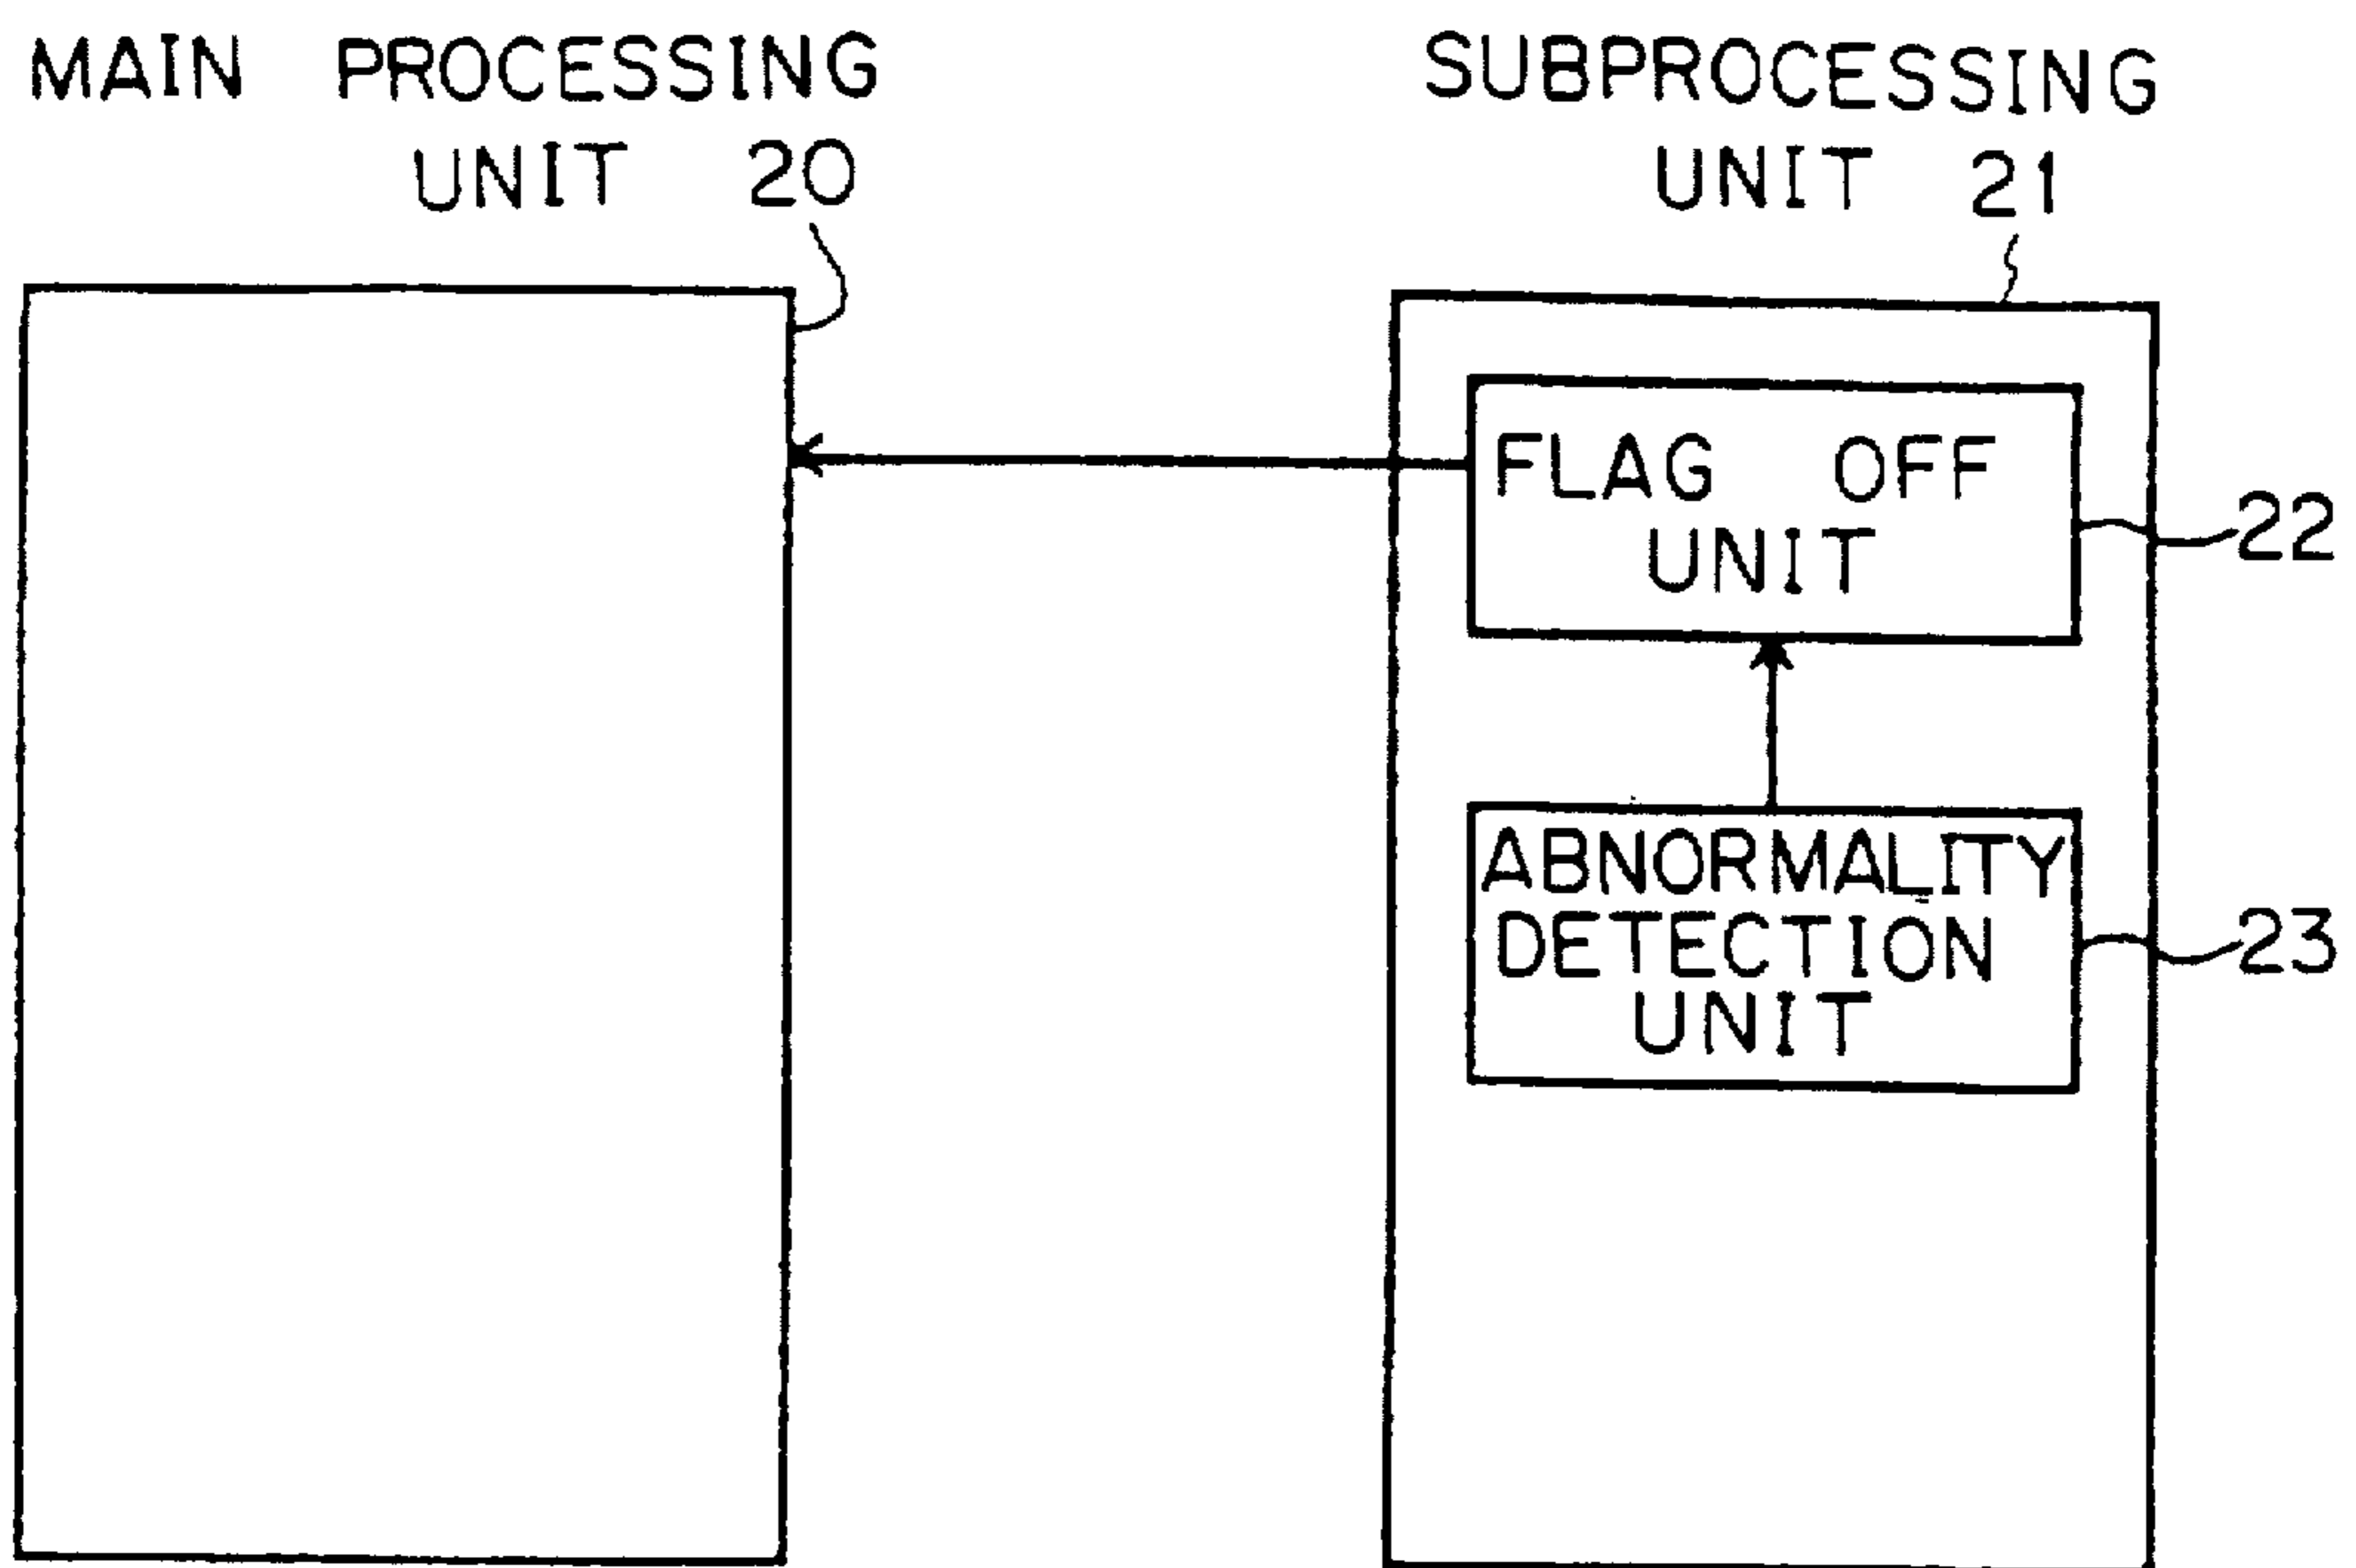 MAIN PROCESSING
UNIT 20
SUBPROCESSING
UNIT 21
FLAG OFF
UNIT
22
ABNORMALITY
DETECTION
UNIT
23